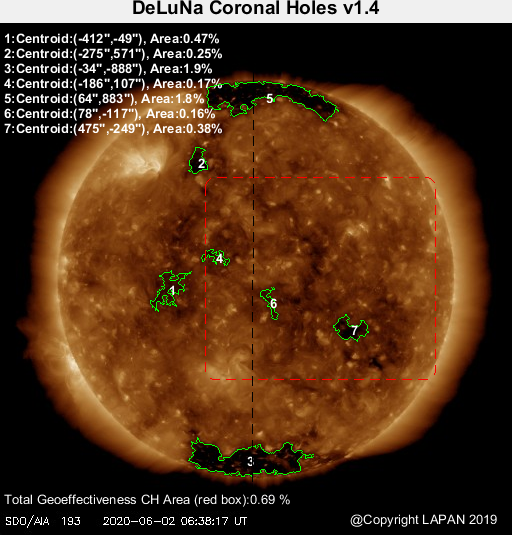 DeLuNa Coronal Holes v1.4
1:Centroid:(-412",-49"), Area:0.47%
2:Centroid:(-275",571"), Area:0.25%
3:Centroid:(-34",-888"), Area:1.9%
4:Centroid:(-186",107"), Area:0.17%
5:Centroid:(64",883"), Area:1.8%
6:Centroid:(78",-117"), Area:0.16%
7:Centroid:(475",-249"), Area:0.38%
5
2
4
1
6
7
3
Total Geoeffectiveness CH Area (red box):0.69 %
SDO/AIA 193 2020-06-02 06:38:17 UT
@Copyright LAPAN 2019